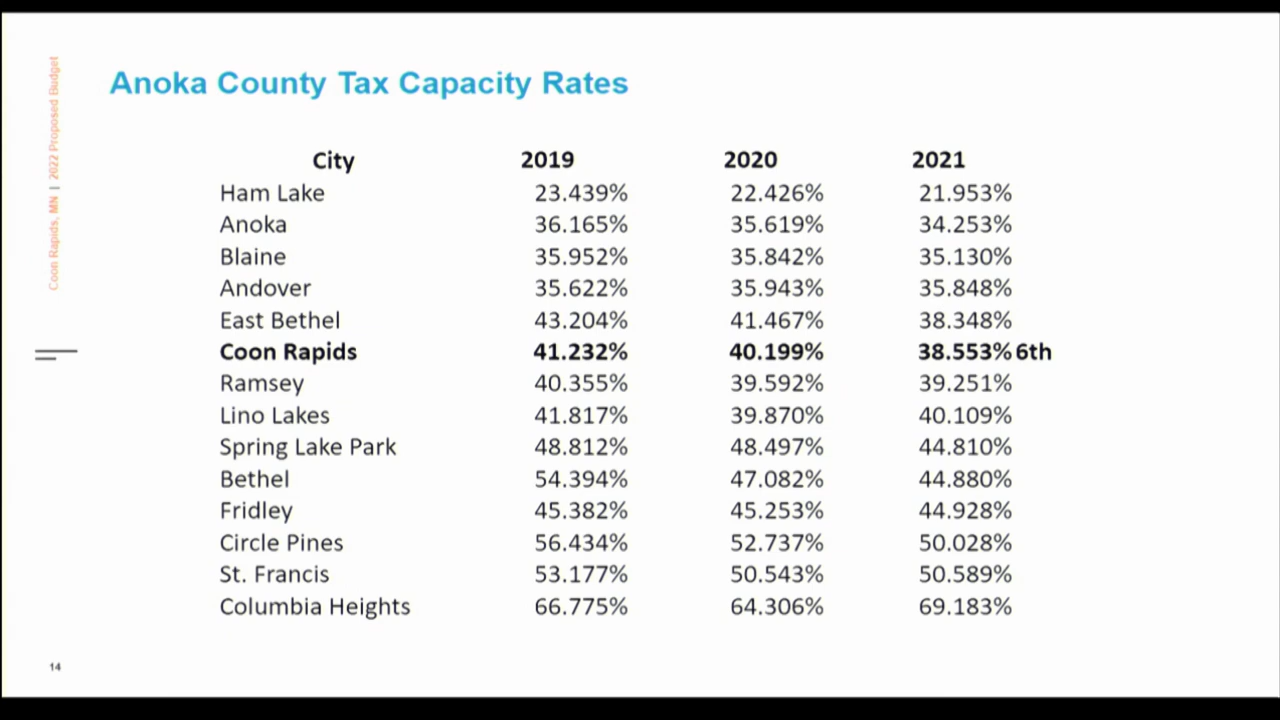 Anoka County Tax Capacity Rates
Coon Rapids, MN | 2022 Proposed Budget
City 2019 2020 2021
Ham Lake 23.439% 22.426% 21.953%
Anoka 36.165% 35.619% 34.253%
Blaine 35.952% 35.842% 35.130%
Andover 35.622% 35.943% 35.848%
East Bethel 43.204% 41.467% 38.348%
Coon Rapids 41.232% 40.199% 38.553% 6th
Ramsey 40.355% 39.592% 39.251%
Lino Lakes 41.817% 39.870% 40.109%
Spring Lake Park 48.812% 48.497% 44.810%
Bethel 54.394% 47.082% 44.880%
Fridley 45.382% 45.253% 44.928%
Circle Pines 56.434% 52.737% 50.028%
St. Francis 53.177% 50.543% 50.589%
Columbia Heights 66.775% 64.306% 69.183%
14